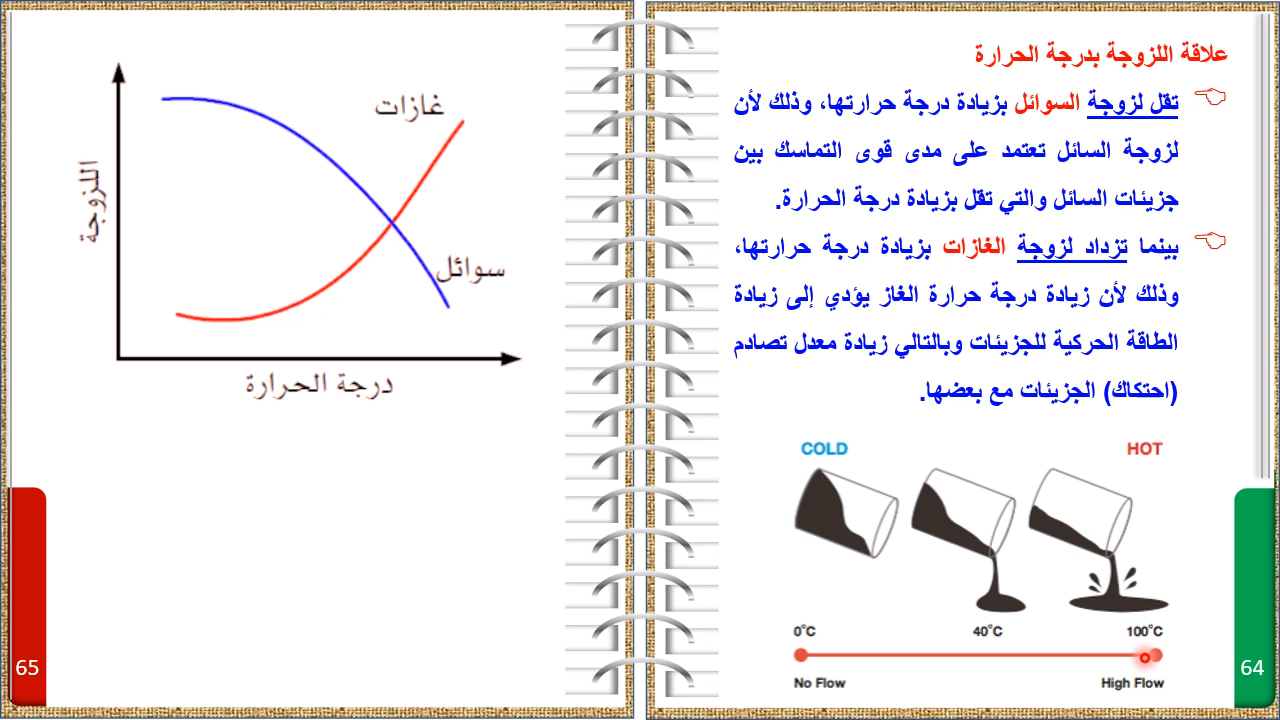 علاقة اللزوجة بدرجة الحرارة
تقل لزوجة السوائل بزيادة درجة حرارتها، وذلك لأن
لزوجة السائل تعتمد على مدى قوى التماسك بين
جزيئات السائل والتي تقل بزيادة درجة الحرارة.
بينما تزداد لزوجة الغازات بزيادة درجة حرارتها،
وذلك لأن زيادة درجة حرارة الغاز يؤدي إلى زيادة
الطاقة الحركية للجزيئات وبالتالي زيادة معدل تصادم
(احتكاك) الجزيئات مع بعضها.
COLD
HOT
0°C
40°C
100°C
No Flow
High Flow
64
غازات
اللزوجة
سوائل
درجة الحرارة
65